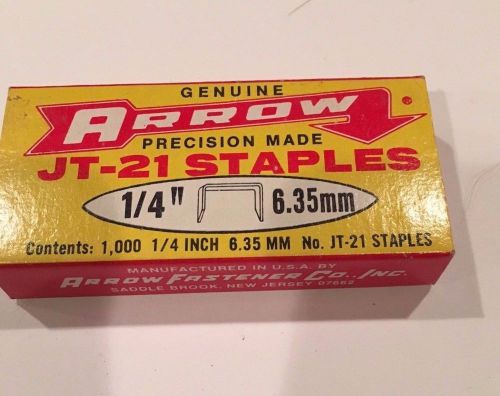 GENUINE
ARROW ®
PRECISION MADE
JT-21 STAPLES
1/4" 6.35mm
Contents: 1,000 1/4 INCH 6.35 MM No. JT-21 STAPLES
MANUFACTURED IN U.S.A. BY
ARROW FASTENER CO., INC.
SADDLE BROOK, NEW JERSEY 07662